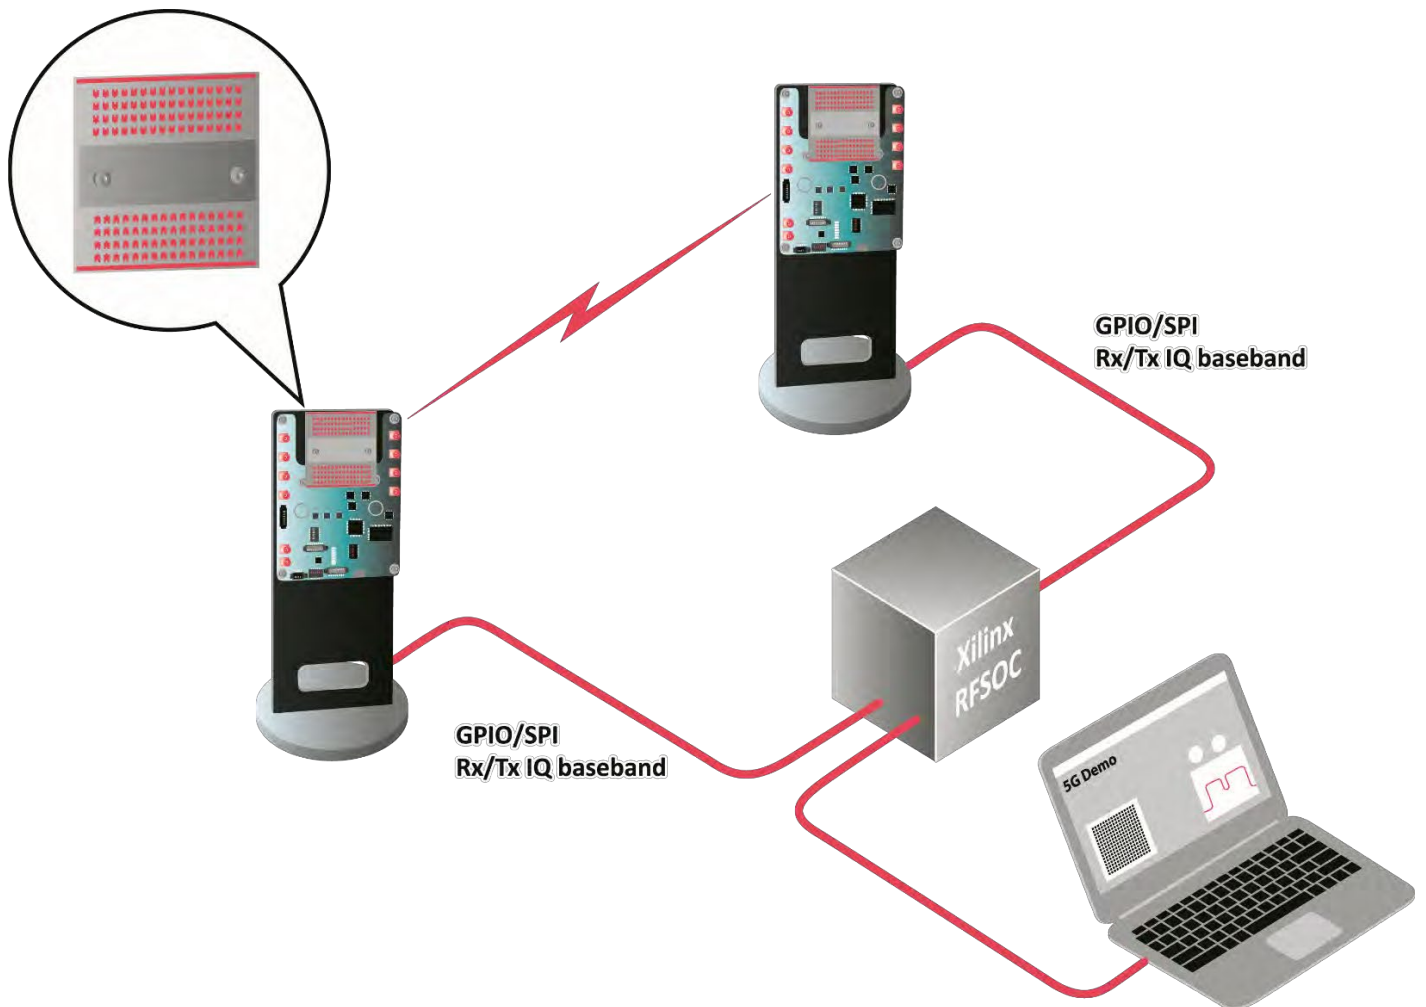 GPIO/SPI
Rx/Tx IQ baseband
Xilinx
RFSOC
GPIO/SPI
Rx/Tx IQ baseband
5G Demo